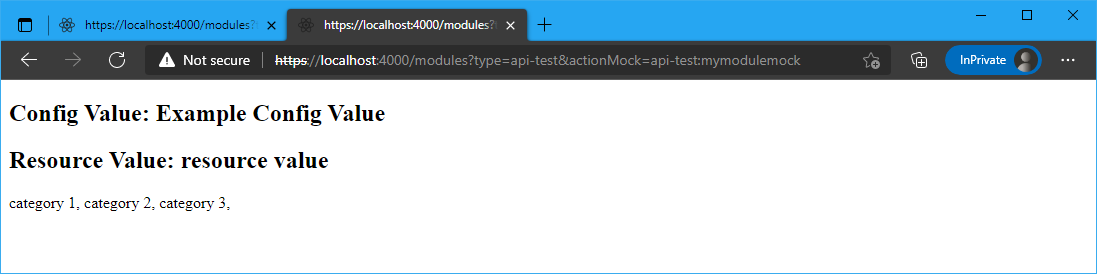 https://localhost:4000/modules?
https://localhost:4000/modules?
Not secure
https://localhost:4000/modules?type=api-test&actionMock=api-test:mymodulemock
InPrivate
Config Value: Example Config Value
Resource Value: resource value
category 1, category 2, category 3,